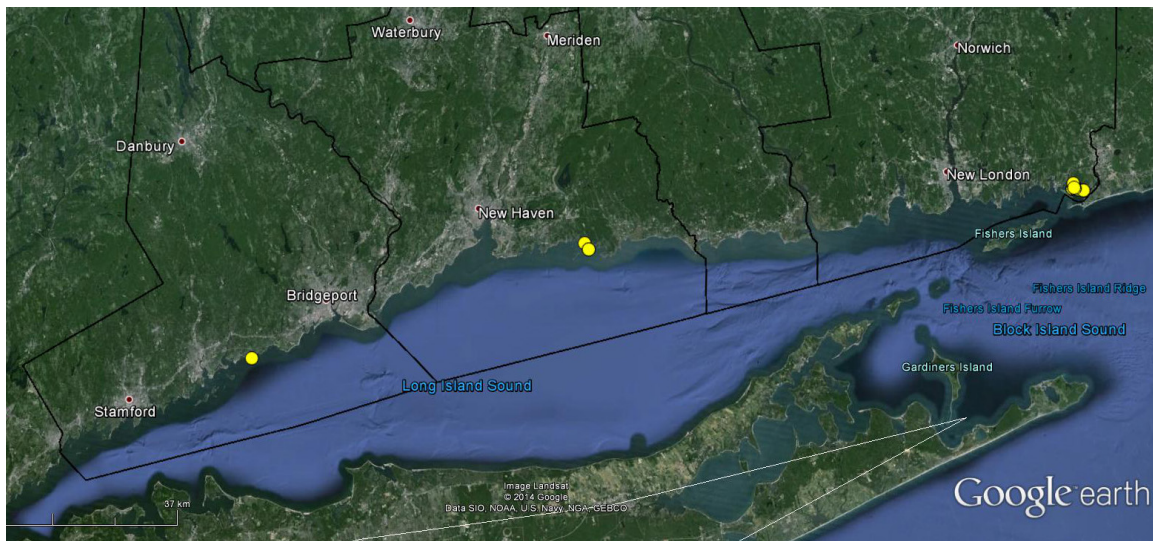 Waterbury
Meriden
Norwich
Danbury
New London
New Haven
Fishers Island
Fishers Island Ridge
Bridgeport
Fishers Island Furrow
Block Island Sound
Gardiners Island
Long Island Sound
Stamford
Image Landsat
© 2014 Google
Data SIO, NOAA, U.S. Navy, NGA, GEBCO
37 km
Google earth